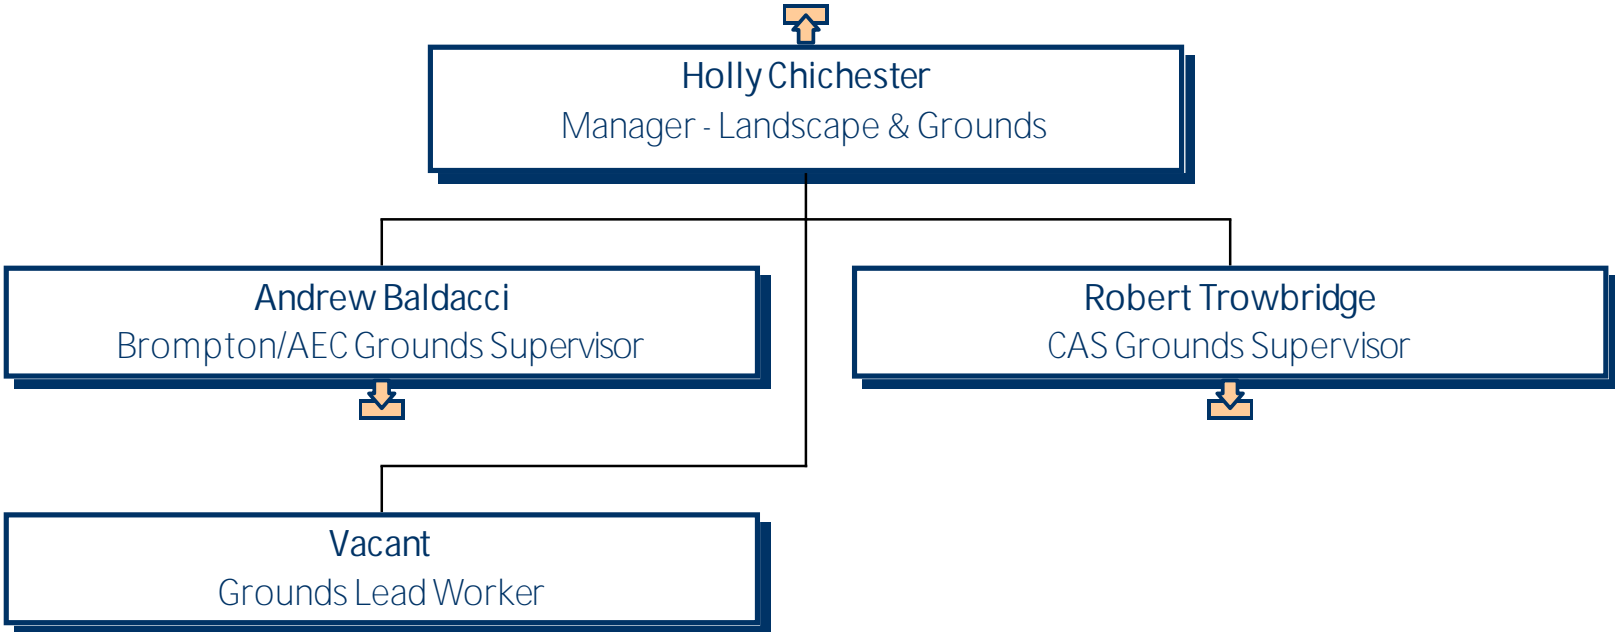 Holly Chichester
Manager - Landscape & Grounds
Andrew Baldacci
Brompton/AEC Grounds Supervisor
Robert Trowbridge
CAS Grounds Supervisor
Vacant
Grounds Lead Worker